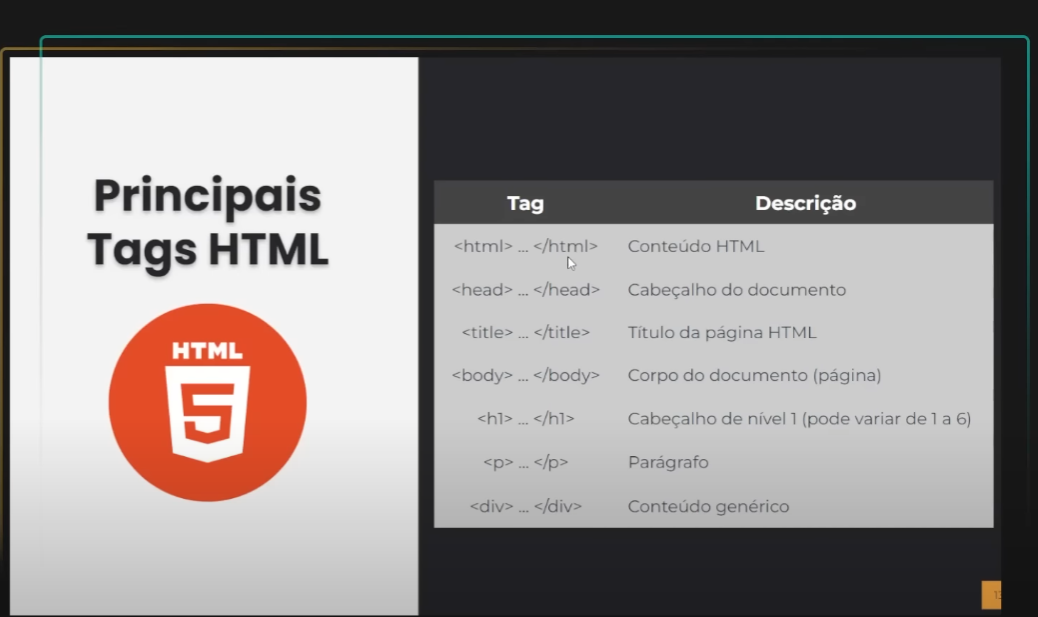 Principais
Tags HTML
HTML
5
Tag Descrição
<html> ... </html> Conteúdo HTML
<head> ... </head> Cabeçalho do documento
<title> ... </title> Título da página HTML
<body> ... </body> Corpo do documento (página)
<h1> ... </h1> Cabeçalho de nível 1 (pode variar de 1 a 6)
<p> ... </p> Parágrafo
<div> ... </div> Conteúdo genérico